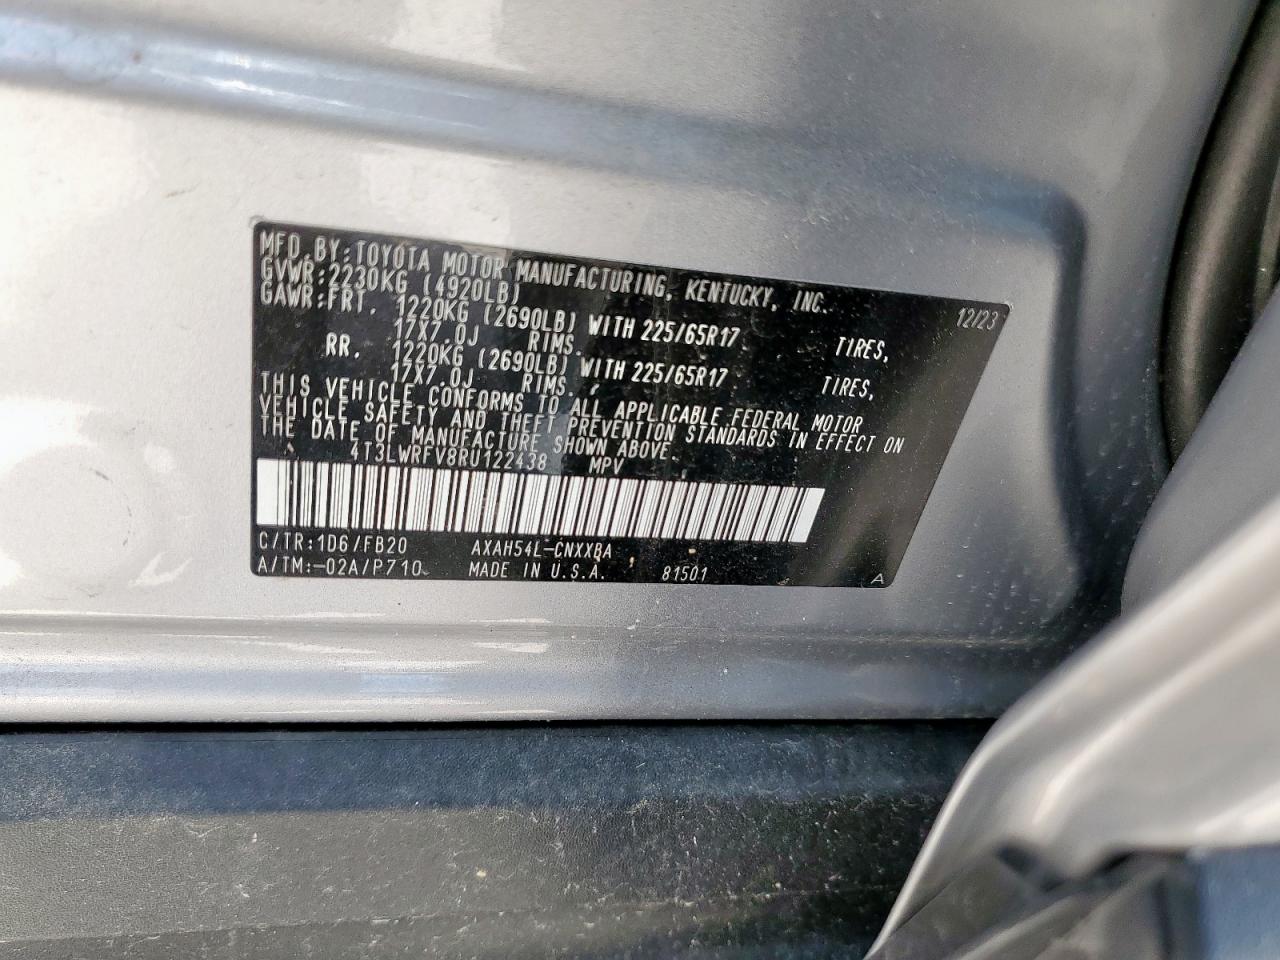 MFD. BY: TOYOTA MOTOR MANUFACTURING, KENTUCKY, INC. 12/23
GVWR: 2230KG (4920LB)
GAWR: FRT. 1220KG (2690LB) WITH 225/65R17 TIRES,
17X7.0J RIMS,
RR. 1220KG (2690LB) WITH 225/65R17 TIRES,
17X7.0J RIMS,
THIS VEHICLE CONFORMS TO ALL APPLICABLE FEDERAL MOTOR
VEHICLE SAFETY AND THEFT PREVENTION STANDARDS IN EFFECT ON
THE DATE OF MANUFACTURE SHOWN ABOVE.
4T3LWRFV8RU122438 MPV
C/TR:1D6/FB20 AXAH54L-CNXXBA
A/TM:-02A/P710 MADE IN U.S.A. 81501 A